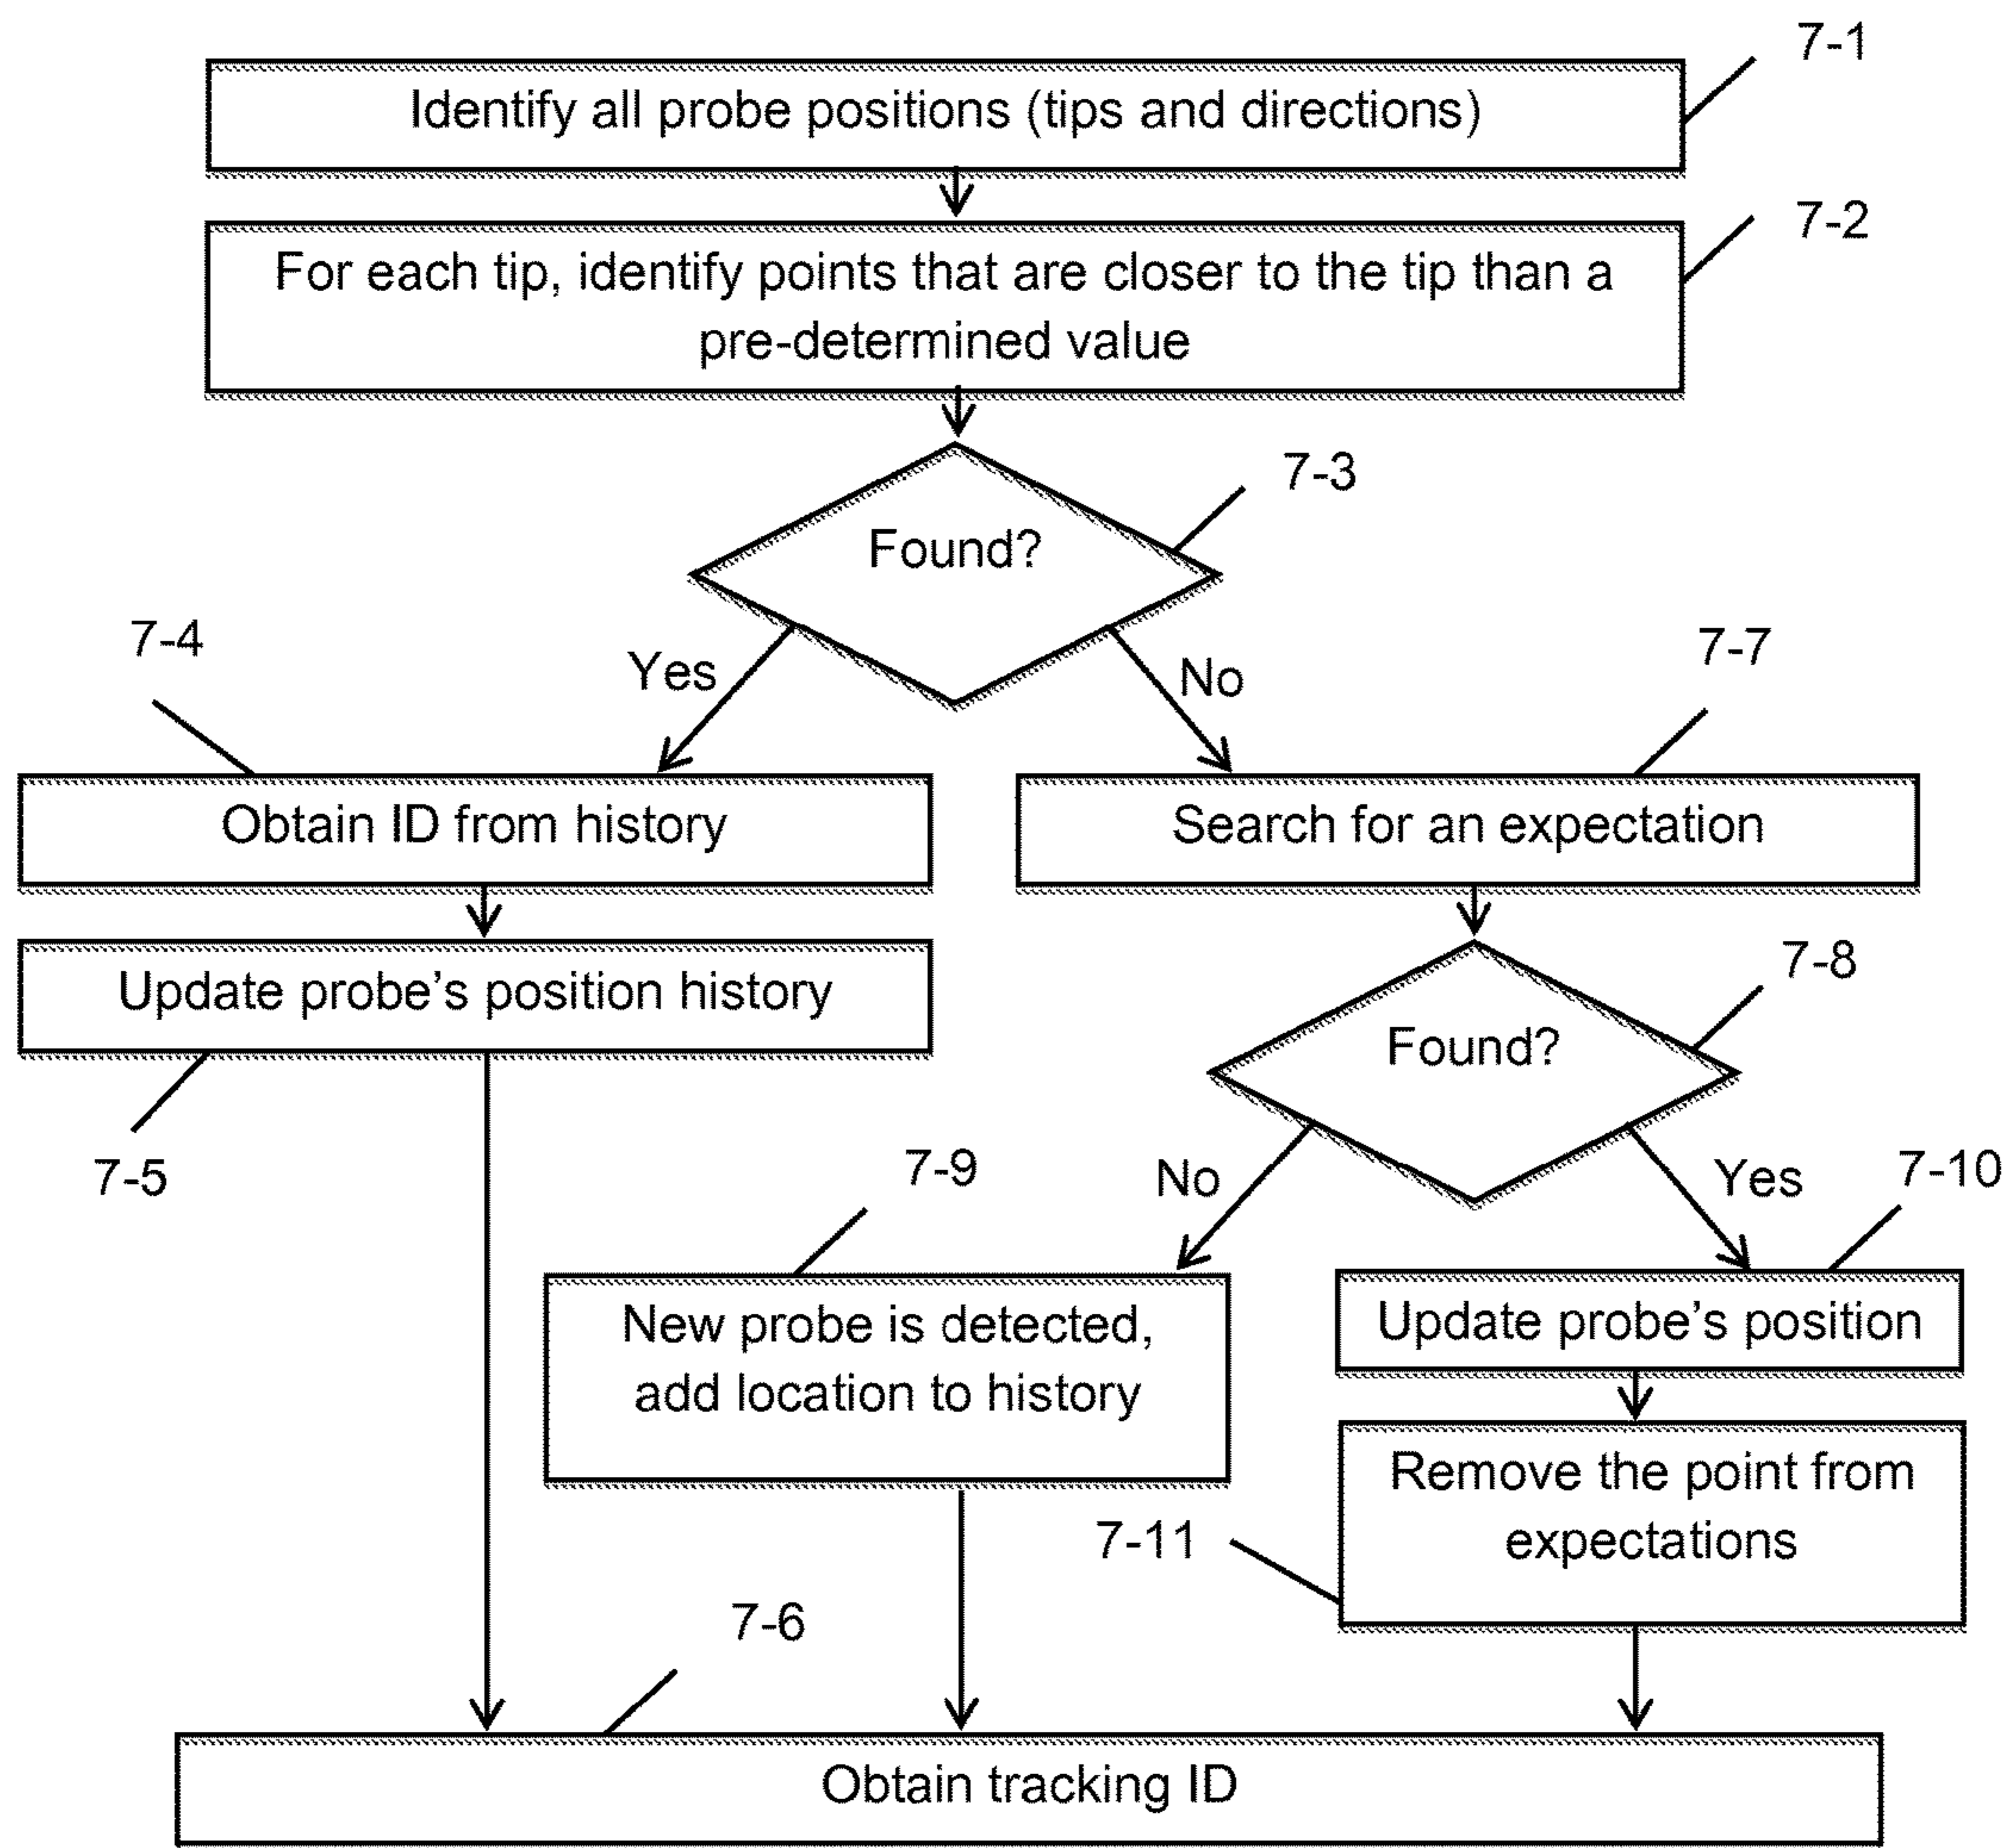 7-1
Identify all probe positions (tips and directions)
7-2
For each tip, identify points that are closer to the tip than a
pre-determined value
7-3
Found?
7-4
Yes
No
7-7
Obtain ID from history
Search for an expectation
Update probe's position history
7-8
Found?
7-5
7-9
No
Yes
7-10
New probe is detected,
add location to history
Update probe's position
Remove the point from
expectations
7-11
7-6
Obtain tracking ID